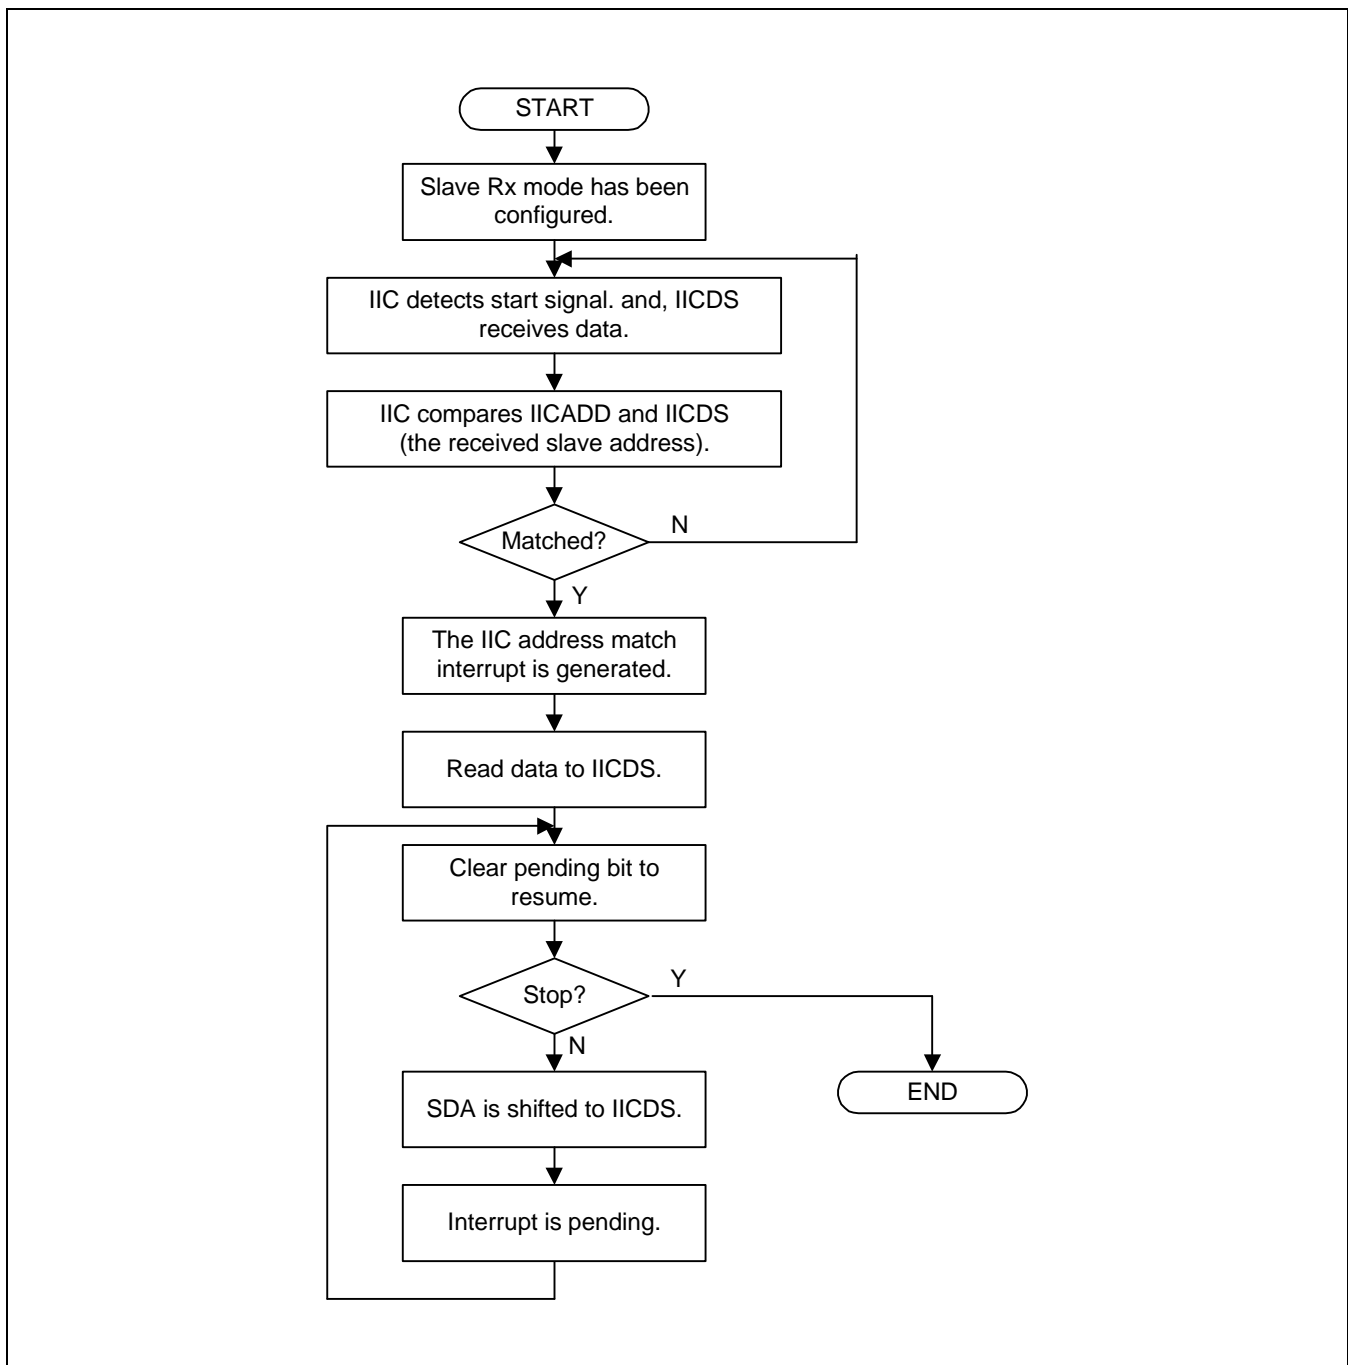 START
Slave Rx mode has been
configured.
IIC detects start signal. and, IICDS
receives data.
IIC compares IICADD and IICDS
(the received slave address).
Matched?
N
Y
The IIC address match
interrupt is generated.
Read data to IICDS.
Clear pending bit to
resume.
Stop?
Y
N
SDA is shifted to IICDS.
END
Interrupt is pending.